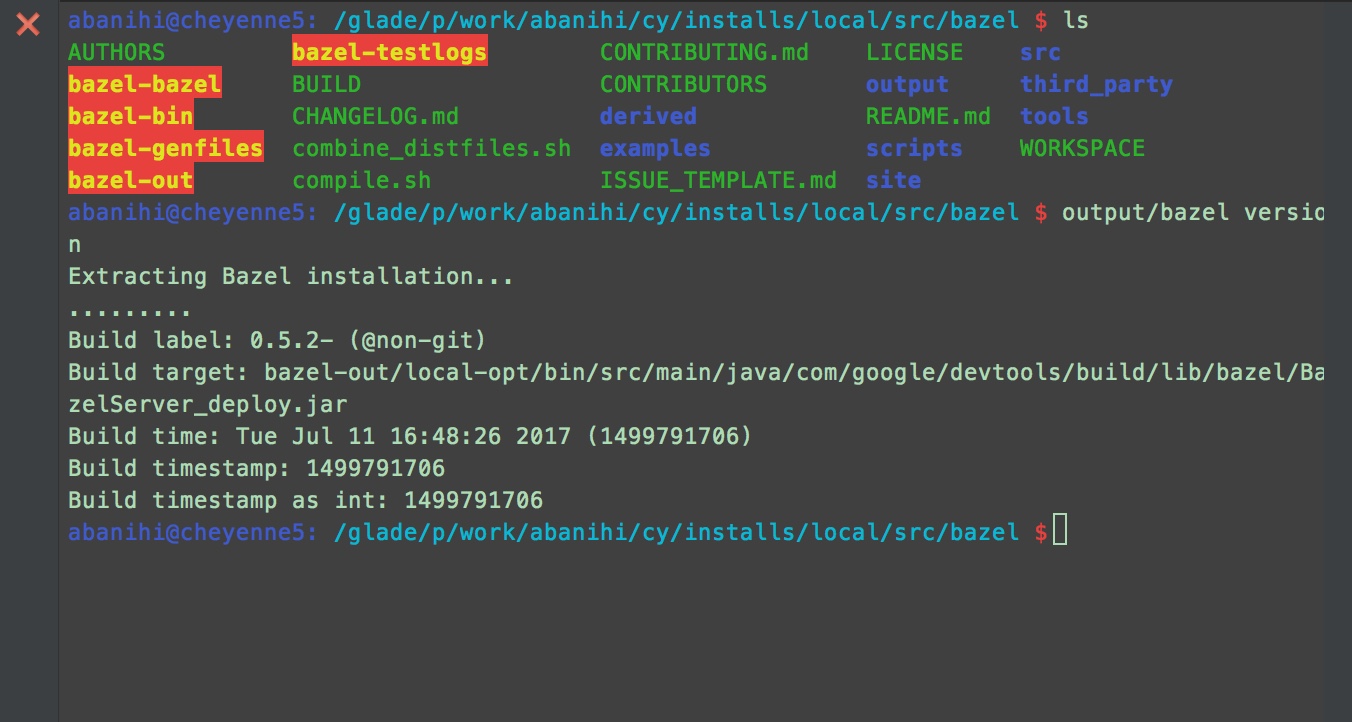 abanihi@cheyenne5: /glade/p/work/abanihi/cy/installs/local/src/bazel $ ls
AUTHORS bazel-testlogs CONTRIBUTING.md LICENSE src
bazel-bazel BUILD CONTRIBUTORS output third_party
bazel-bin CHANGELOG.md derived README.md tools
bazel-genfiles combine_distfiles.sh examples scripts WORKSPACE
bazel-out compile.sh ISSUE_TEMPLATE.md site
abanihi@cheyenne5: /glade/p/work/abanihi/cy/installs/local/src/bazel $ output/bazel versio
n
Extracting Bazel installation...
.........
Build label: 0.5.2- (@non-git)
Build target: bazel-out/local-opt/bin/src/main/java/com/google/devtools/build/lib/bazel/Ba
zelServer_deploy.jar
Build time: Tue Jul 11 16:48:26 2017 (1499791706)
Build timestamp: 1499791706
Build timestamp as int: 1499791706
abanihi@cheyenne5: /glade/p/work/abanihi/cy/installs/local/src/bazel $